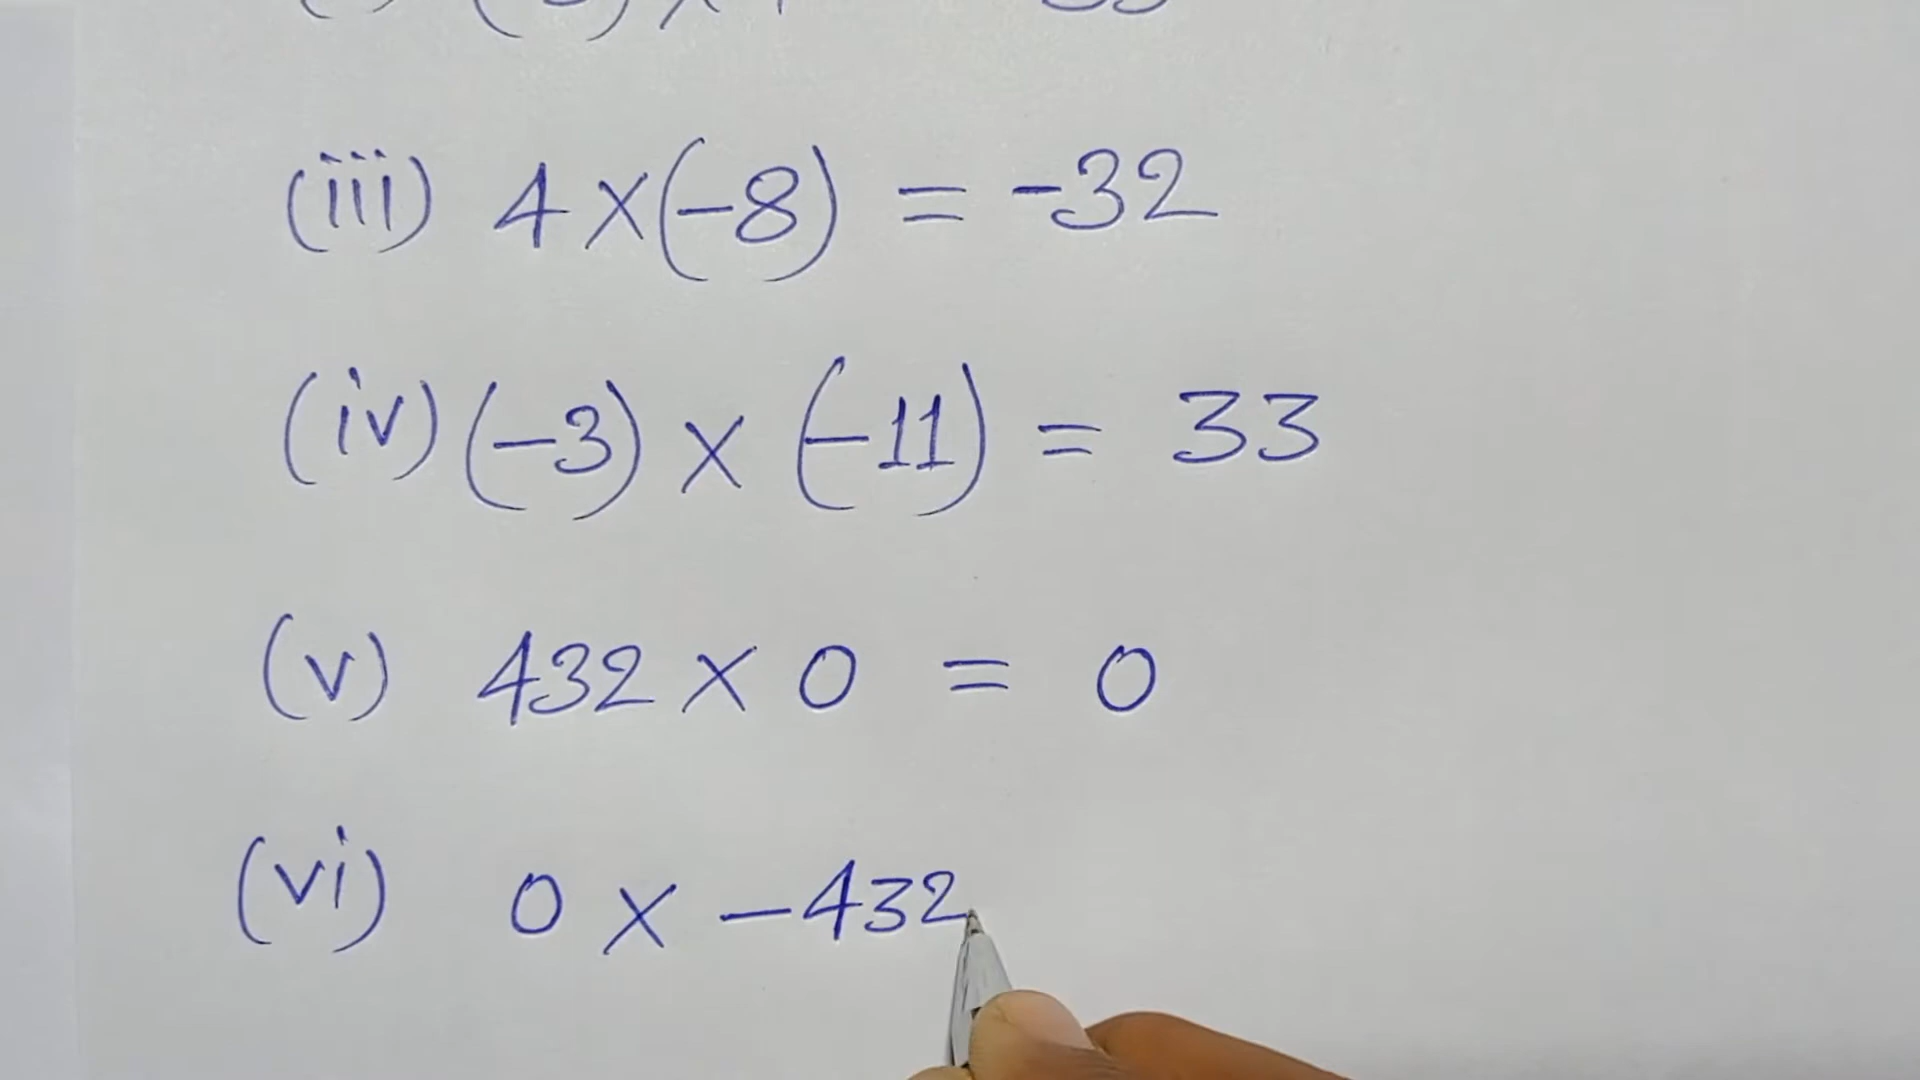 (iii) 4 × (-8) = -32
(iv) (-3) × (-11) = 33
(v) 432 × 0 = 0
(vi) 0 × -432